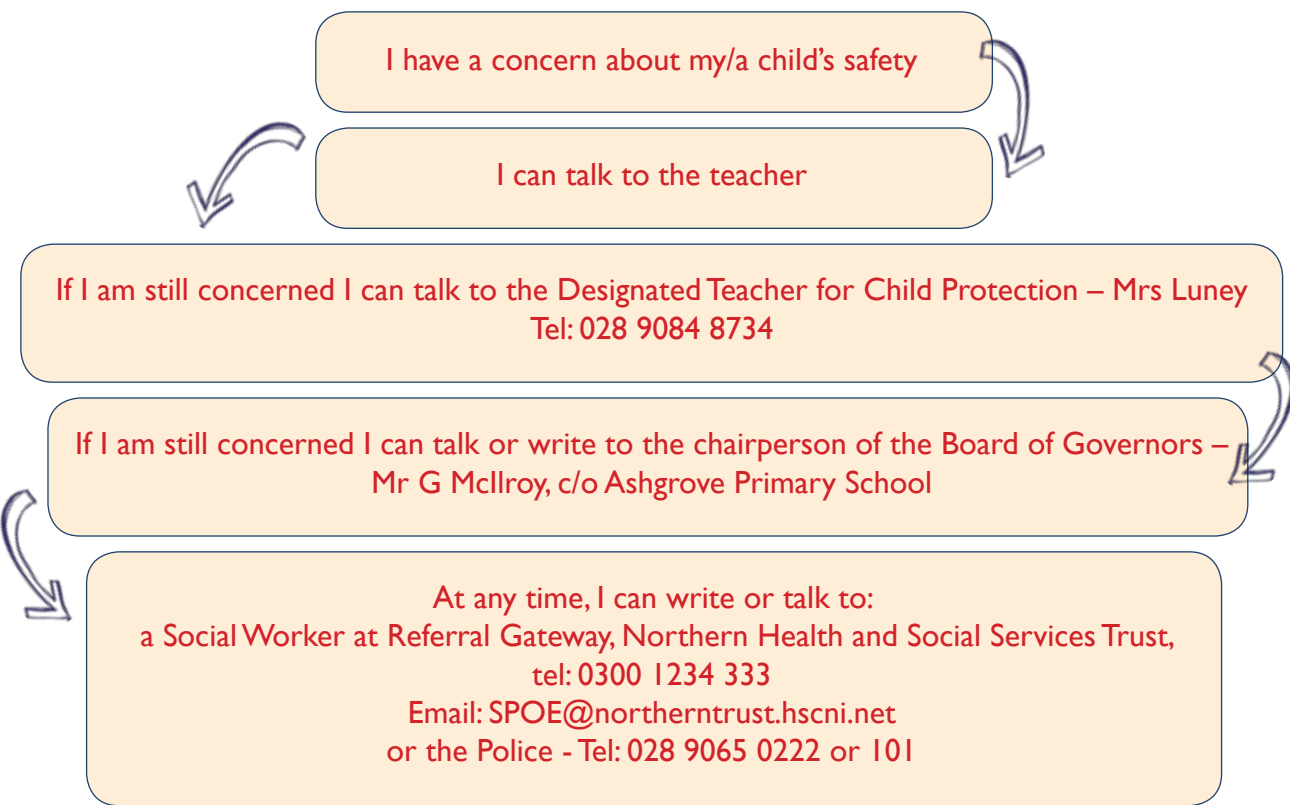 I have a concern about my/a child's safety
I can talk to the teacher
If I am still concerned I can talk to the Designated Teacher for Child Protection – Mrs Luney
Tel: 028 9084 8734
If I am still concerned I can talk or write to the chairperson of the Board of Governors –
Mr G McIlroy, c/o Ashgrove Primary School
At any time, I can write or talk to:
a Social Worker at Referral Gateway, Northern Health and Social Services Trust,
tel: 0300 1234 333
Email: SPOE@northerntrust.hscni.net
or the Police - Tel: 028 9065 0222 or 101